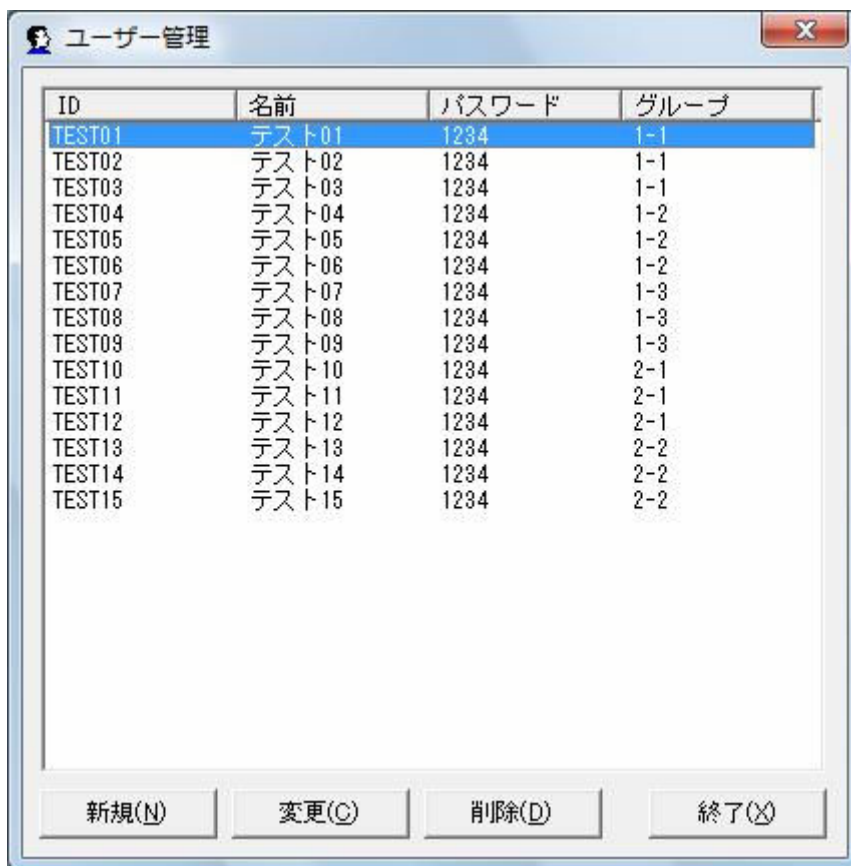 ユーザー管理
ID 名前 パスワード グループ
TEST01 テスト01 1234 1-1
TEST02 テスト02 1234 1-1
TEST03 テスト03 1234 1-1
TEST04 テスト04 1234 1-2
TEST05 テスト05 1234 1-2
TEST06 テスト06 1234 1-2
TEST07 テスト07 1234 1-3
TEST08 テスト08 1234 1-3
TEST09 テスト09 1234 1-3
TEST10 テスト10 1234 2-1
TEST11 テスト11 1234 2-1
TEST12 テスト12 1234 2-1
TEST13 テスト13 1234 2-2
TEST14 テスト14 1234 2-2
TEST15 テスト15 1234 2-2
新規(N) 変更(C) 削除(D) 終了(X)